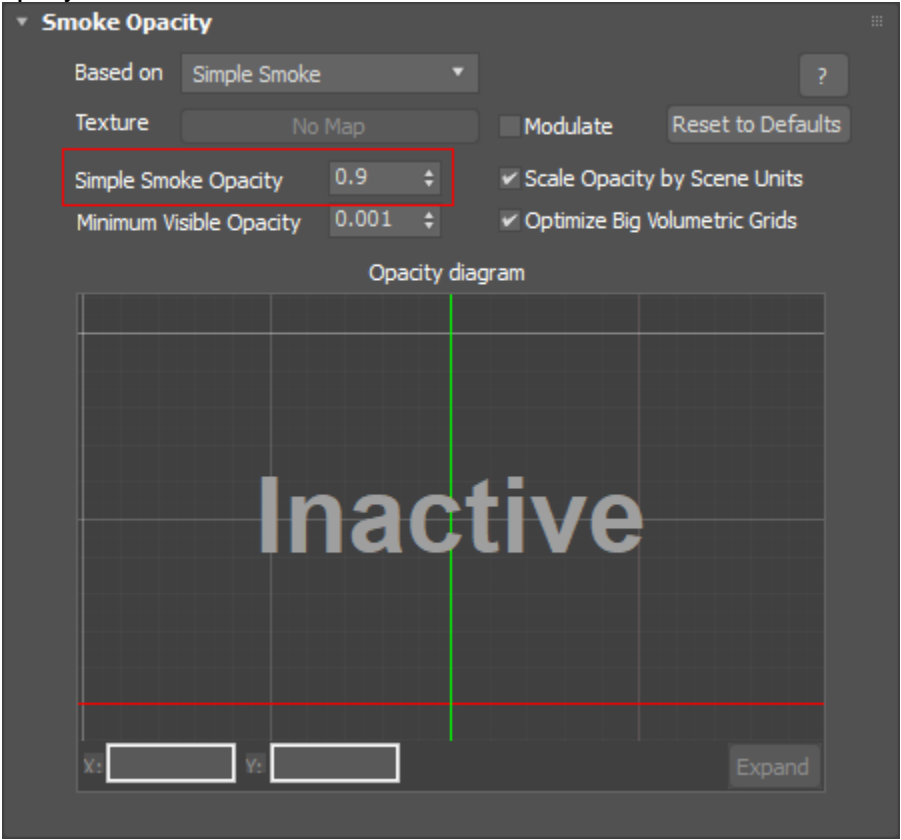 Smoke Opacity
Based on Simple Smoke ?
Texture No Map Modulate Reset to Defaults
Simple Smoke Opacity 0.9 Scale Opacity by Scene Units
Minimum Visible Opacity 0.001 Optimize Big Volumetric Grids
Opacity diagram
Inactive
X: Y: Expand